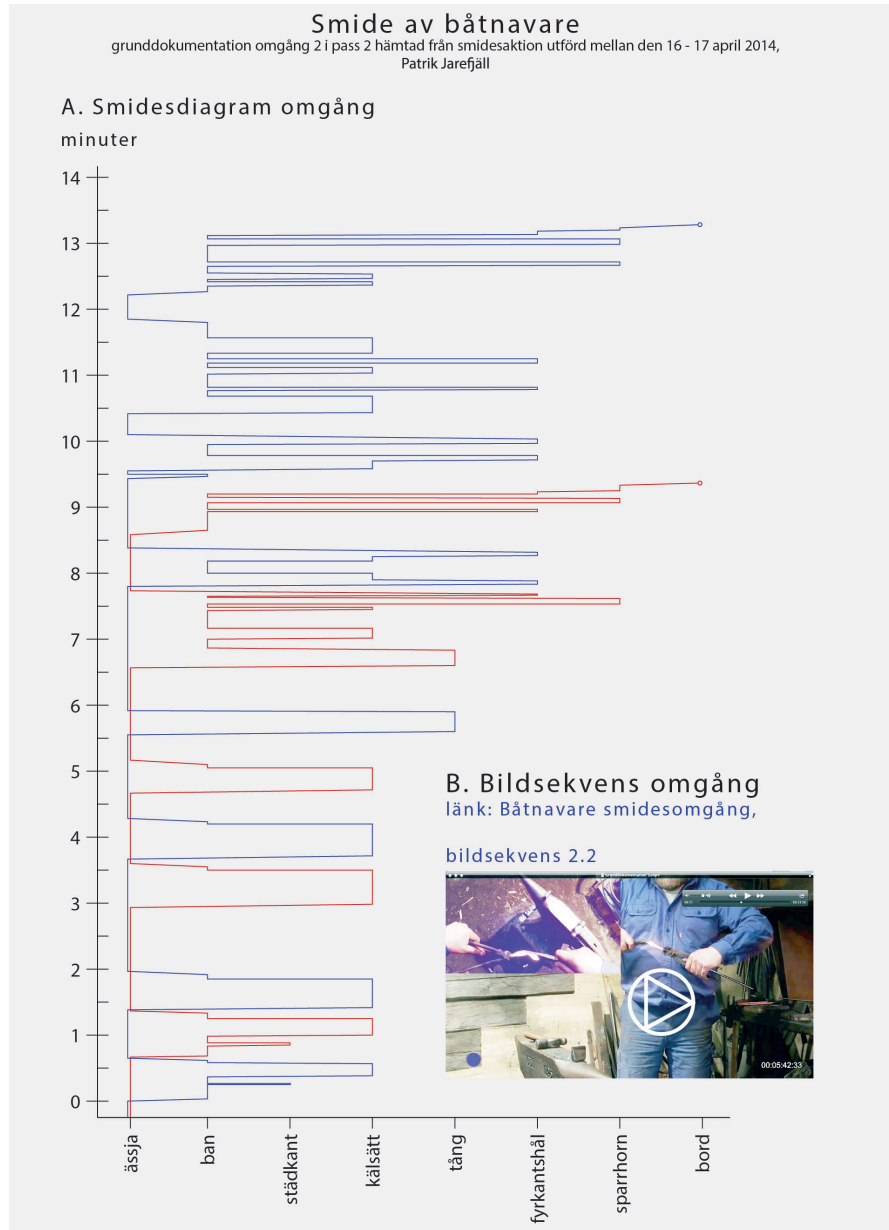 Smide av båtnavare
grunddokumentation omgång 2 i pass 2 hämtad från smidesaktion utförd mellan den 16 - 17 april 2014,
Patrik Jarefjäll
A. Smidesdiagram omgång
minuter
14
13
12
11
10
9
8
7
6
5
4
3
2
1
0
ässja
ban
städkant
kälsätt
tång
fyrkantshål
sparrhorn
bord
B. Bildsekvens omgång
länk: Båtnavare smidesomgång,
bildsekvens 2.2
00:05:42:33